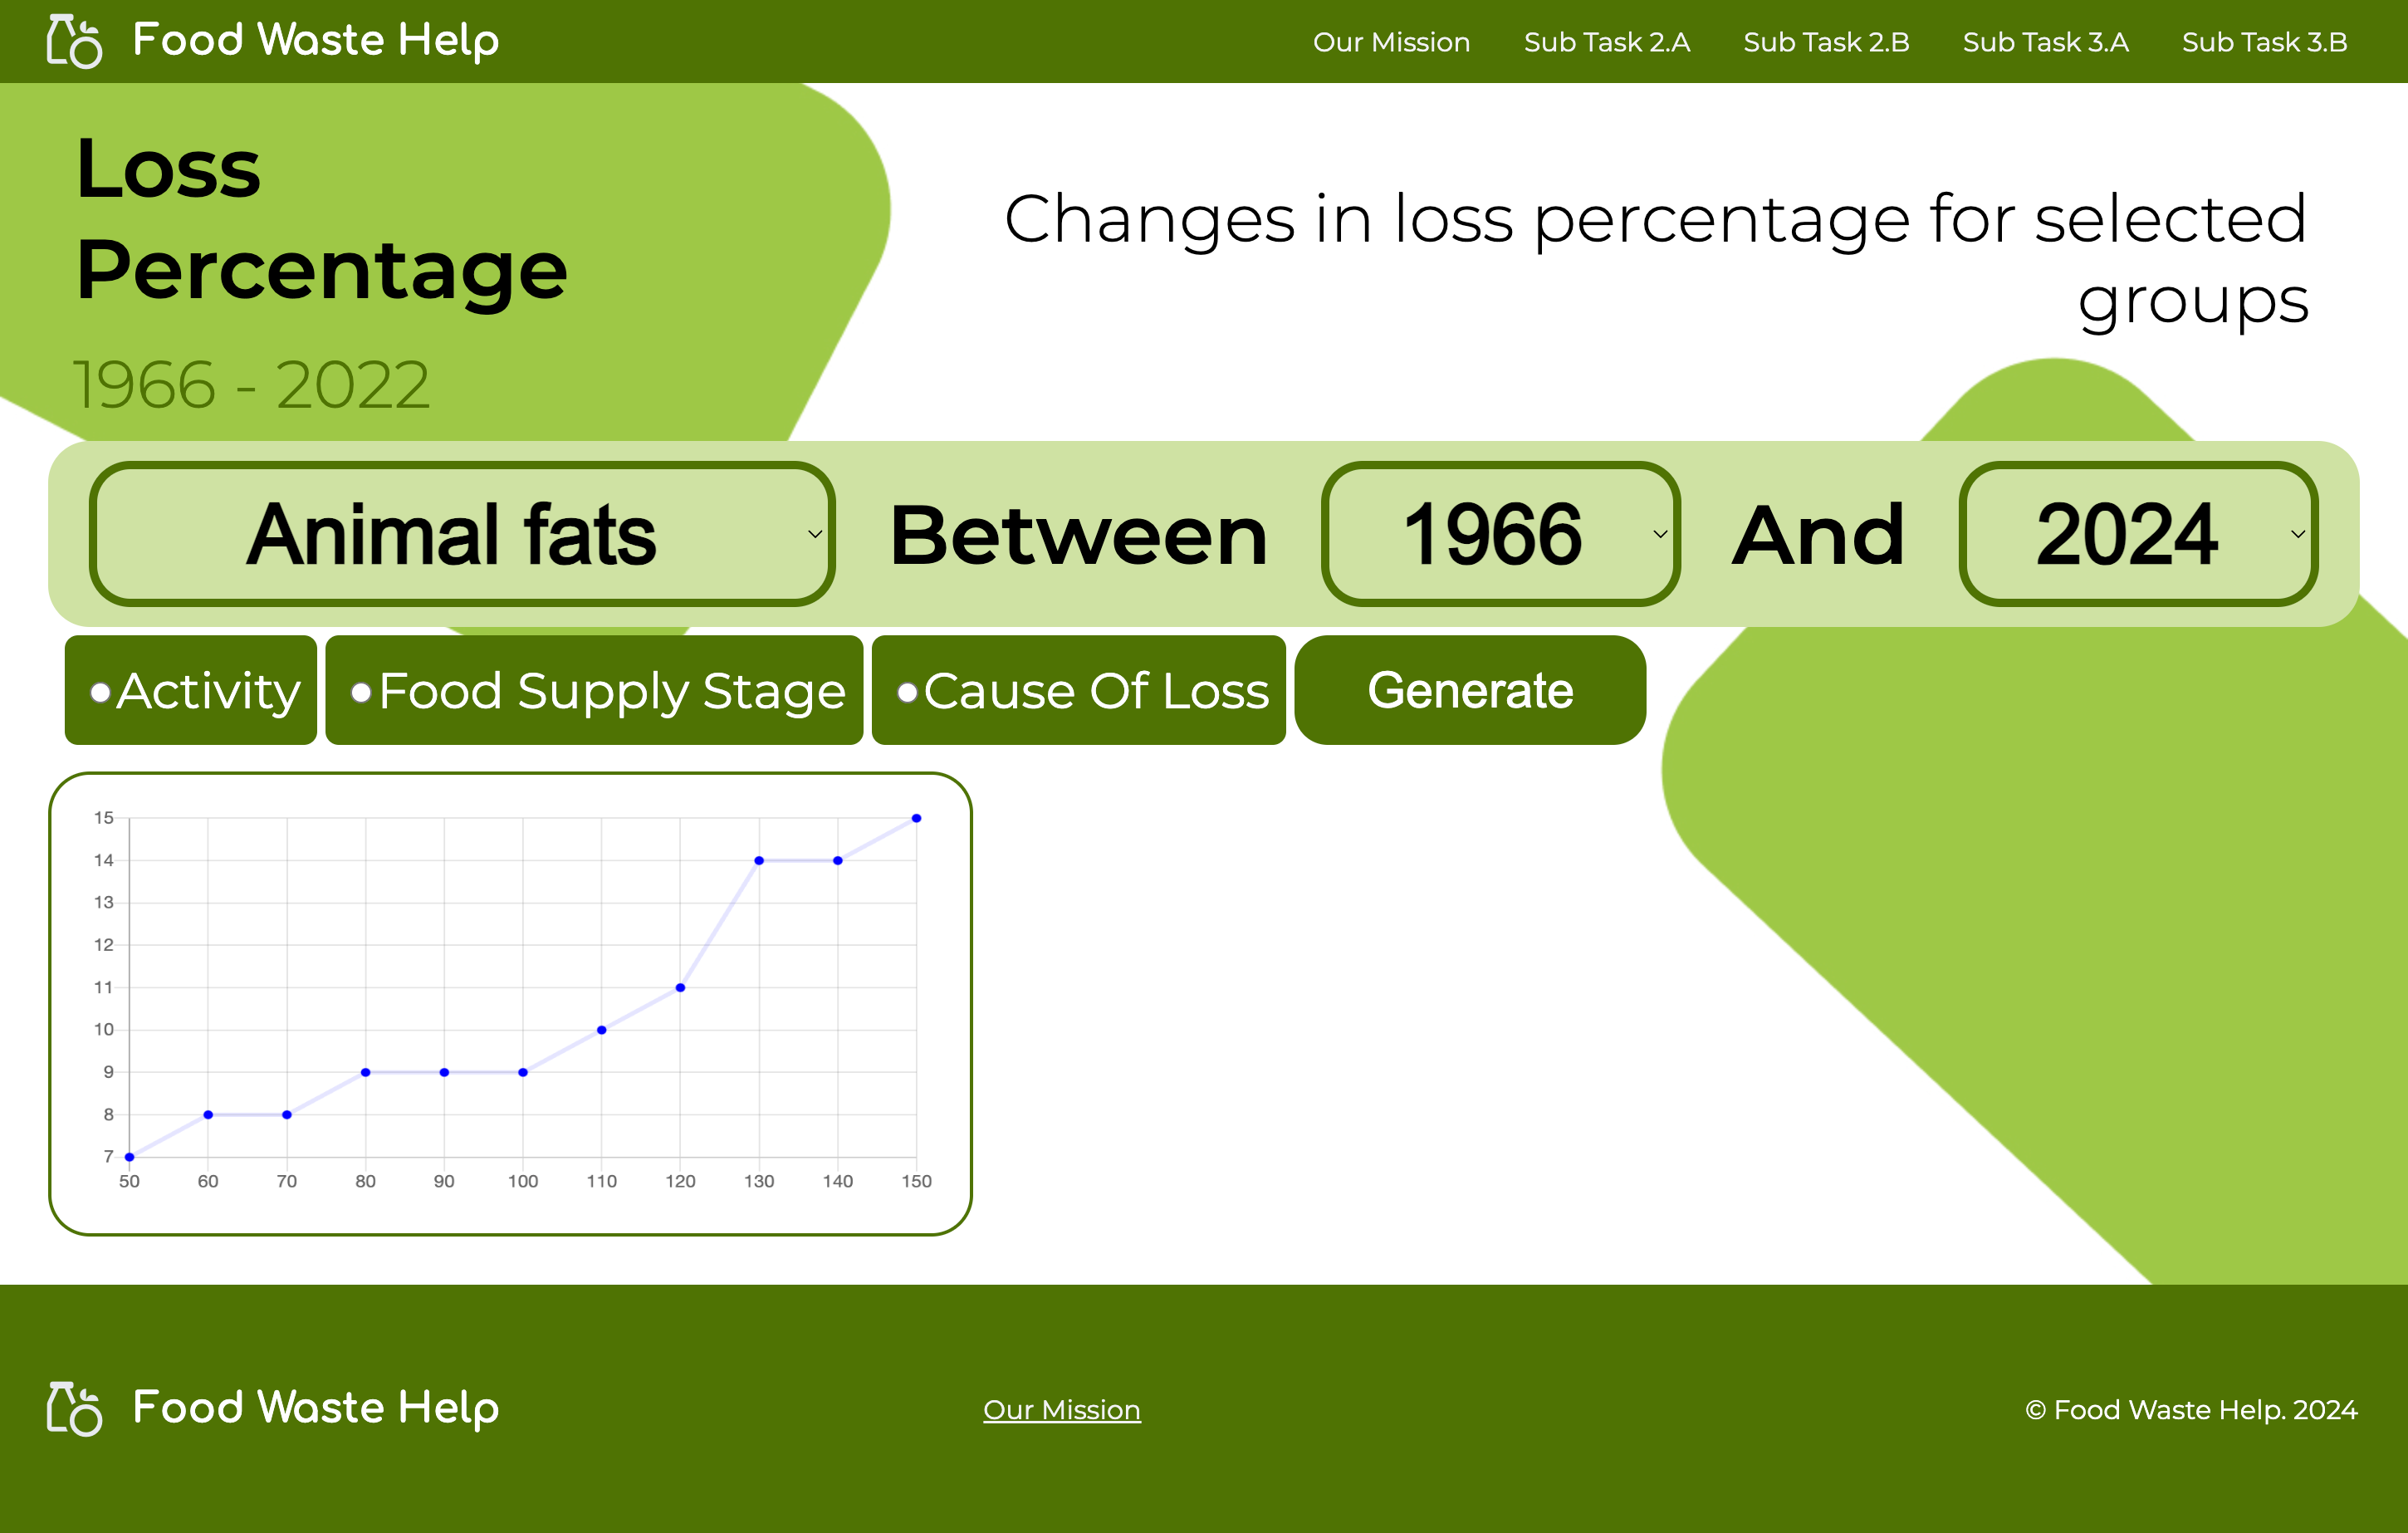 Food Waste Help
Our Mission
Sub Task 2.A
Sub Task 2.B
Sub Task 3.A
Sub Task 3.B
Loss
Percentage
1966 - 2022
Changes in loss percentage for selected
groups
Animal fats
Between
1966
And
2024
Activity
Food Supply Stage
Cause Of Loss
Generate
15
14
13
12
11
10
9
8
7
50 60 70 80 90 100 110 120 130 140 150
Food Waste Help
Our Mission
© Food Waste Help. 2024